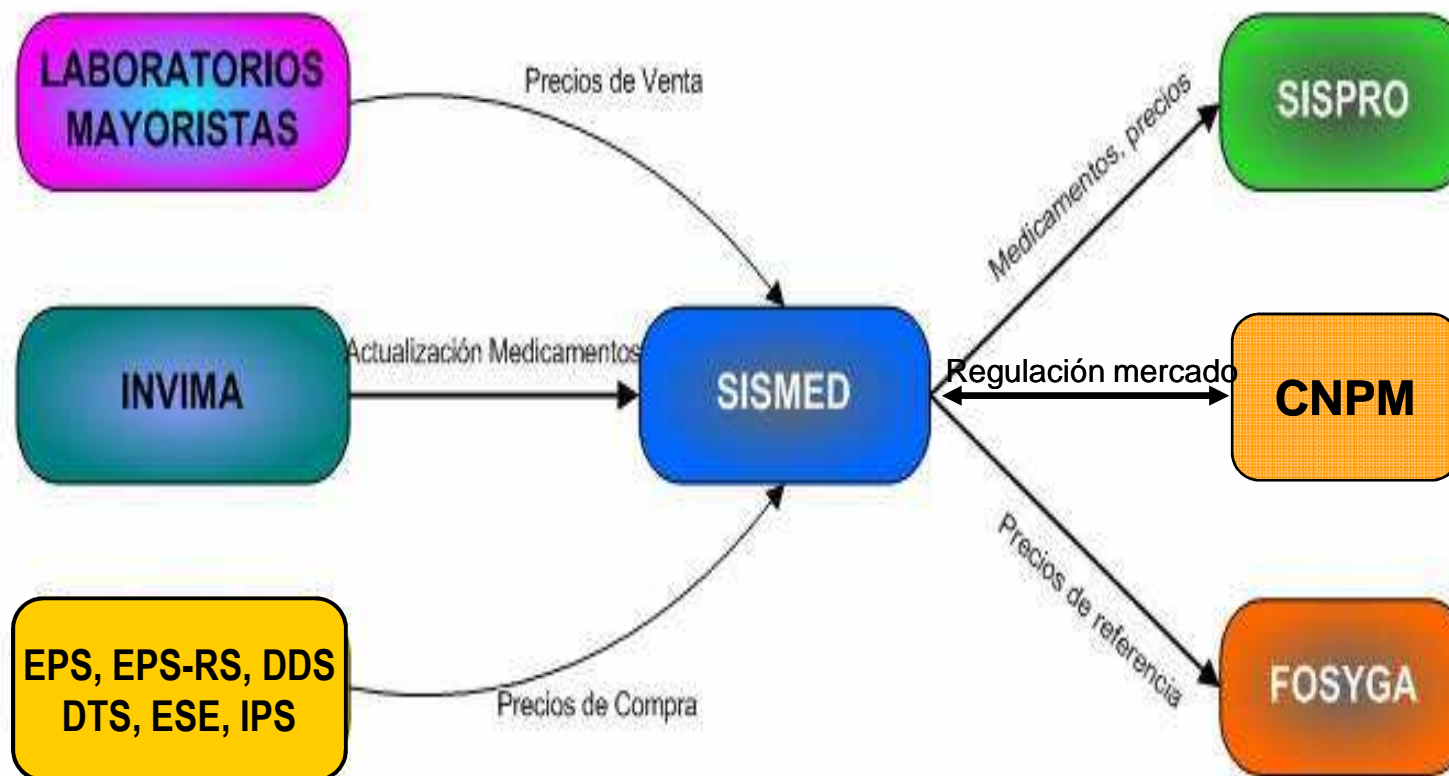 LABORATORIOS
MAYORISTAS
Precios de Venta
Medicamentos, precios
SISPRO
INVIMA
Actualización Medicamentos
SISMED
Regulación mercado
CNPM
EPS, EPS-RS, DDS
DTS, ESE, IPS
Precios de Compra
Precios de referencia
FOSYGA